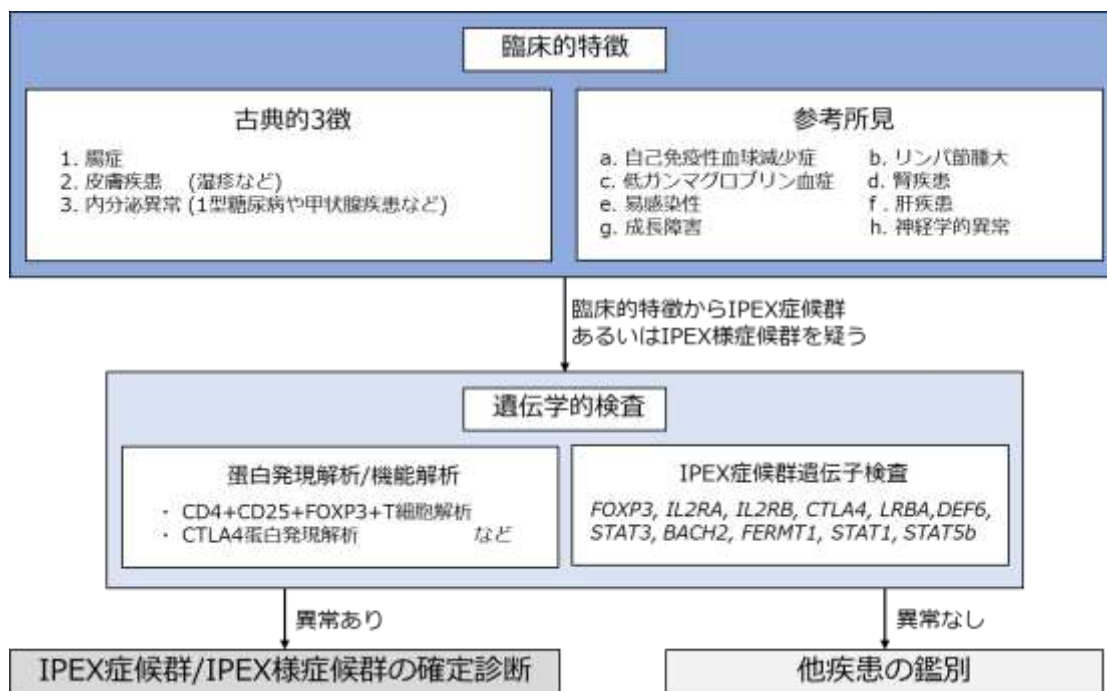 臨床的特徴
古典的3徴
1. 腸症
2. 皮膚疾患 (湿疹など)
3. 内分泌異常 (1型糖尿病や甲状腺疾患など)
参考所見
a. 自己免疫性血球減少症 b. リンパ節腫大
c. 低ガンマグロブリン血症 d. 腎疾患
e. 易感染性 f. 肝疾患
g. 成長障害 h. 神経学的異常
臨床的特徴からIPEX症候群
あるいはIPEX様症候群を疑う
遺伝学的検査
蛋白発現解析/機能解析
・ CD4+CD25+FOXP3+T細胞解析
・ CTLA4蛋白発現解析 など
IPEX症候群遺伝子検査
FOXP3, IL2RA, IL2RB, CTLA4, LRBA,DEF6,
STAT3, BACH2, FERMT1, STAT1, STAT5b
異常あり
異常なし
IPEX症候群/IPEX様症候群の確定診断
他疾患の鑑別